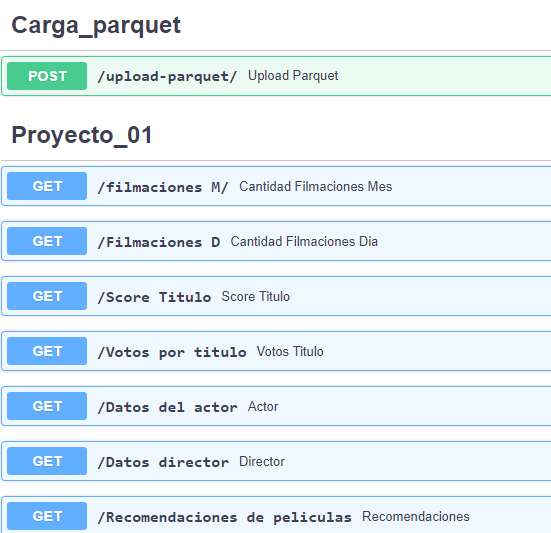 Carga_parquet
POST /upload-parquet/ Upload Parquet
Proyecto_01
GET /filmaciones M/ Cantidad Filmaciones Mes
GET /Filmaciones D Cantidad Filmaciones Dia
GET /Score Titulo Score Titulo
GET /Votos por titulo Votos Titulo
GET /Datos del actor Actor
GET /Datos director Director
GET /Recomendaciones de peliculas Recomendaciones